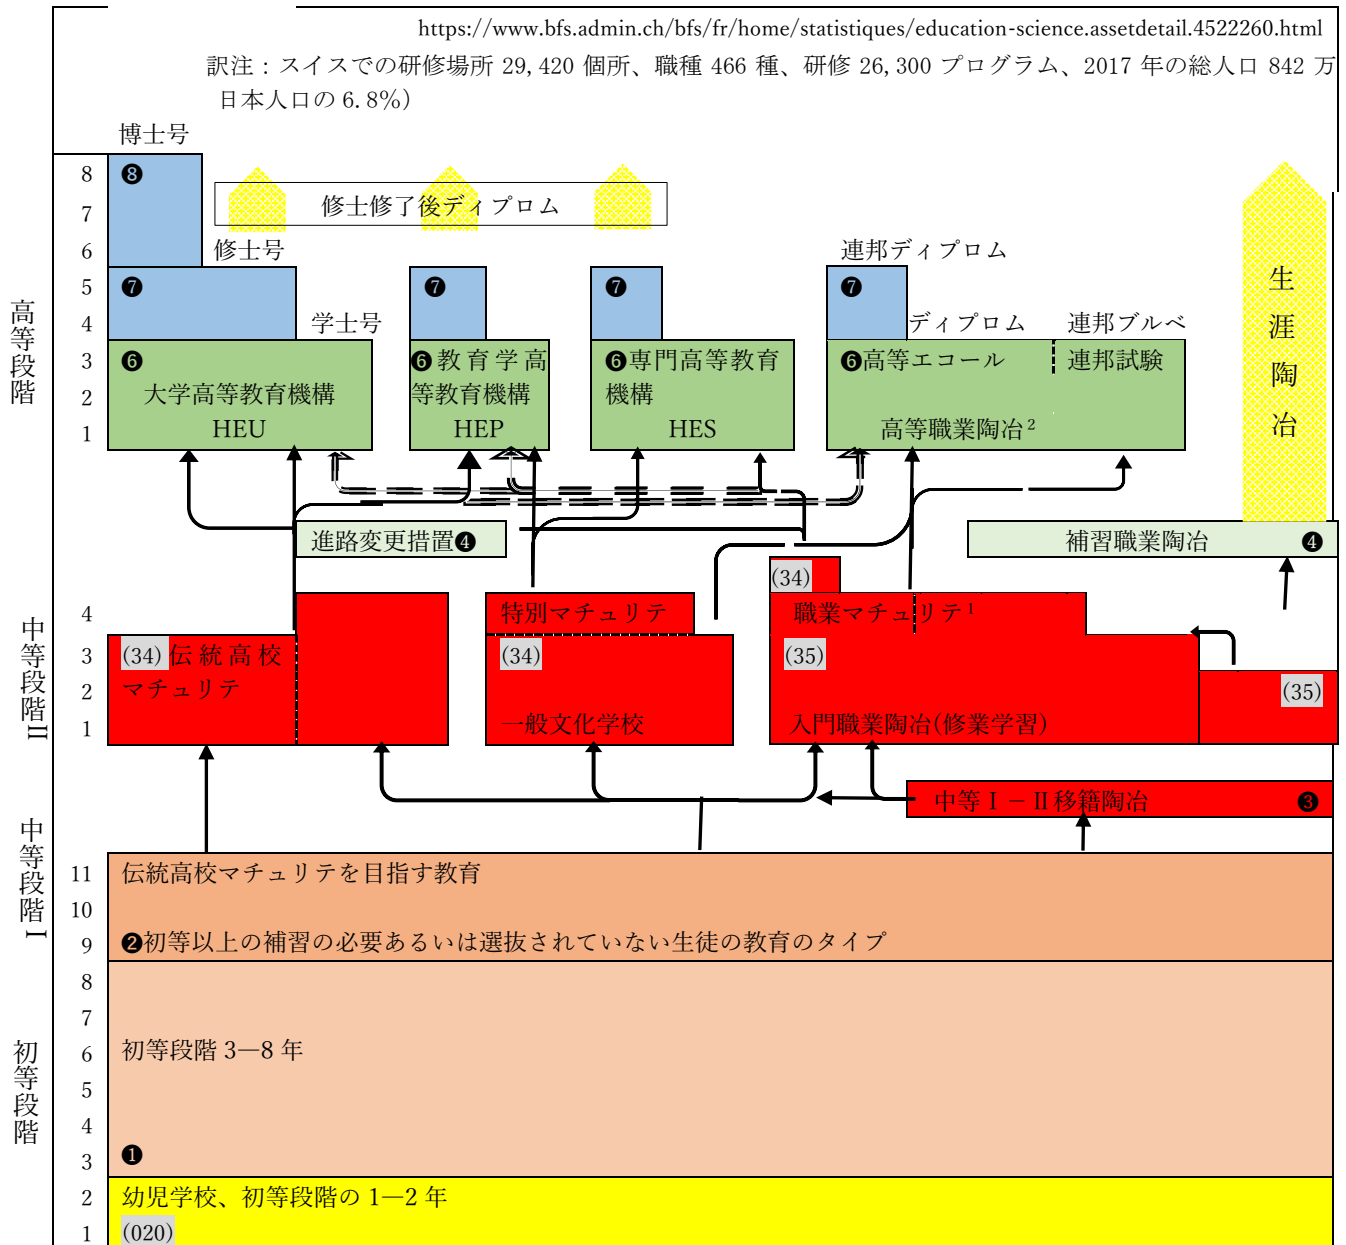 https://www.bfs.admin.ch/bfs/fr/home/statistiques/education-science.assetdetail.4522260.html
訳注：スイスでの研修場所 29,420 個所、職種 466 種、研修 26,300 プログラム、2017 年の総人口 842 万
日本人口の 6.8%）
博士号
8 ❽
7 修士修了後ディプロム
6 修士号 連邦ディプロム
5 ❼ ❼ ❼ ❼
4 学士号 ディプロム 連邦ブルベ
3 ❻ ❻教育学高 ❻専門高等教育 ❻高等エコール 連邦試験
2 大学高等教育機構 等教育機構 機構
1 HEU HEP HES 高等職業陶冶²
高等段階
生涯陶冶
進路変更措置❹ 補習職業陶冶 ❹
(34)
4 特別マチュリテ 職業マチュリテ¹
3 (34)伝統高校 (34) (35)
2 マチュリテ (35)
1 一般文化学校 入門職業陶冶(修業学習)
中等段階Ⅱ
中等Ⅰ－Ⅱ移籍陶冶 ❸
11 伝統高校マチュリテを目指す教育
10
9 ❷初等以上の補習の必要あるいは選抜されていない生徒の教育のタイプ
中等段階Ⅰ
8
7
6 初等段階 3―8 年
5
4
3 ❶
初等段階
2 幼児学校、初等段階の 1―2 年
1 (020)